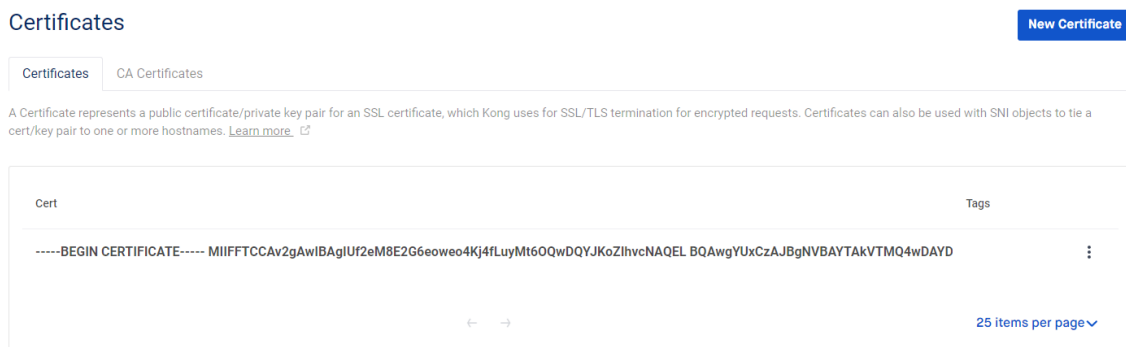 Certificates
New Certificate
Certificates
CA Certificates
A Certificate represents a public certificate/private key pair for an SSL certificate, which Kong uses for SSL/TLS termination for encrypted requests. Certificates can also be used with SNI objects to tie a
cert/key pair to one or more hostnames. Learn more
Cert
Tags
-----BEGIN CERTIFICATE----- MIIFFTCCAv2gAwIBAgIUf2eM8E2G6eoweo4Kj4fLuyMt6OQwDQYJKoZIhvcNAQEL BQAwgYUxCzAJBgNVBAYTAkVTMQ4wDAYD
25 items per page